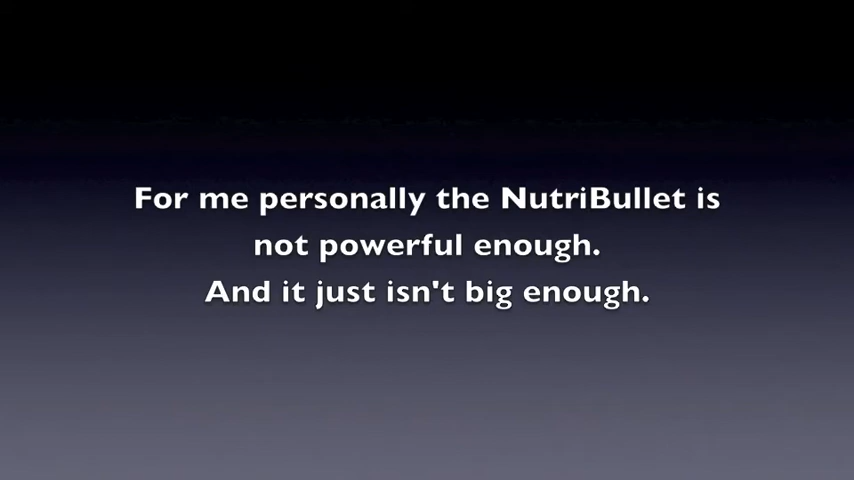 For me personally the NutriBullet is
not powerful enough.
And it just isn't big enough.